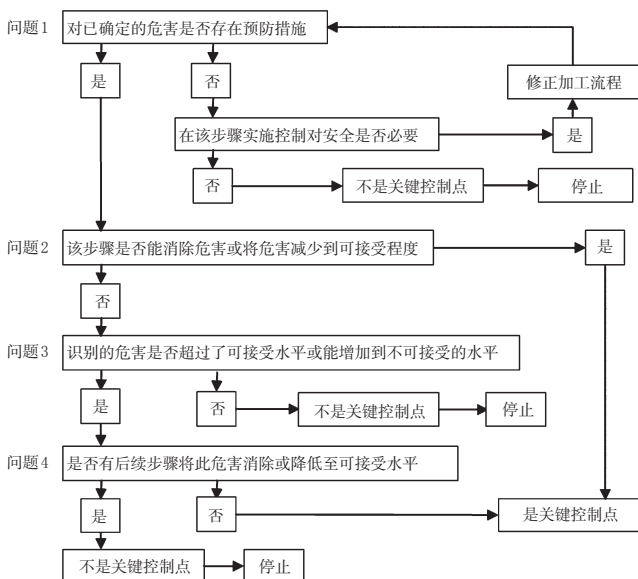 问题1 对已确定的危害是否存在预防措施
是 否 修正加工流程
在该步骤实施控制对安全是否必要 是
否 不是关键控制点 停止
问题2 该步骤是否能消除危害或将危害减少到可接受程度 是
否
问题3 识别的危害是否超过了可接受水平或能增加到不可接受的水平
是 否 不是关键控制点 停止
问题4 是否有后续步骤将此危害消除或降低至可接受水平
是 否 是关键控制点
不是关键控制点 停止